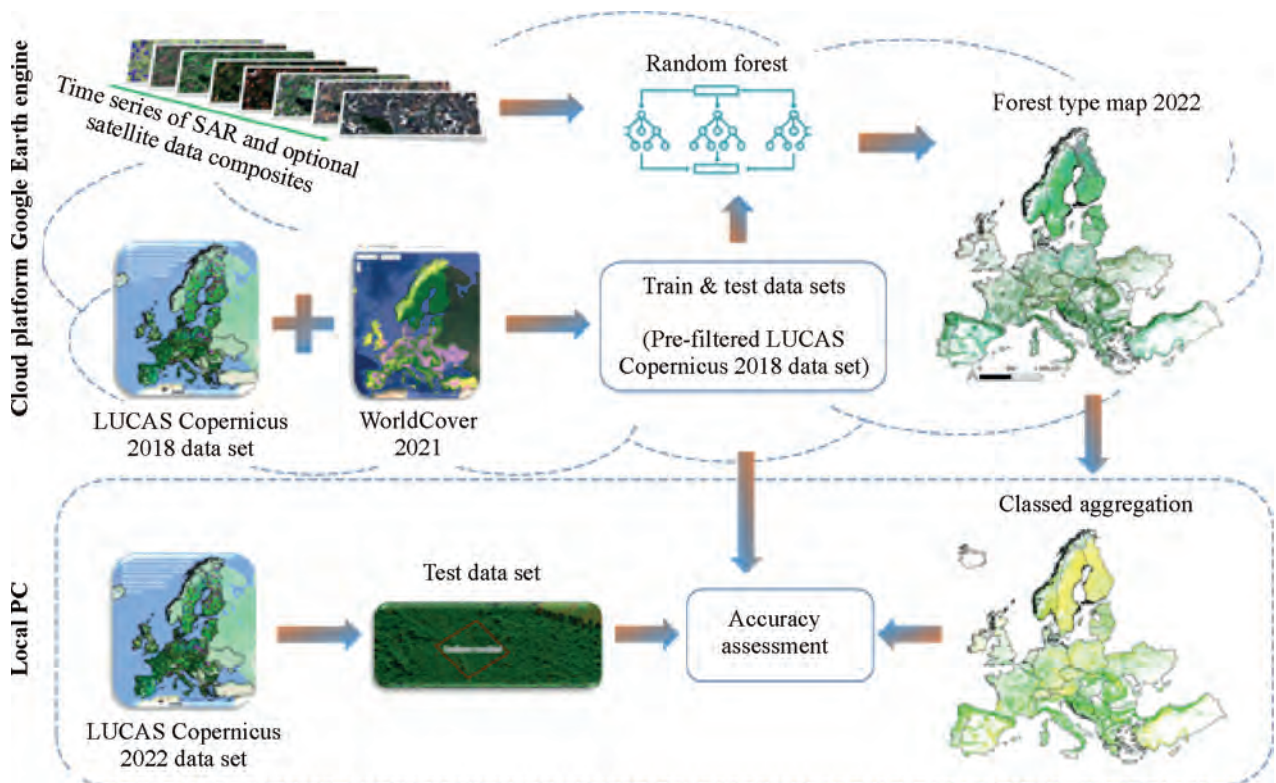 Cloud platform Google Earth engine
Time series of SAR and optional
satellite data composites
Random forest
Forest type map 2022
LUCAS Copernicus
2018 data set
WorldCover
2021
Train & test data sets
(Pre-filtered LUCAS
Copernicus 2018 data set)
Local PC
LUCAS Copernicus
2022 data set
Test data set
Accuracy
assessment
Classed aggregation